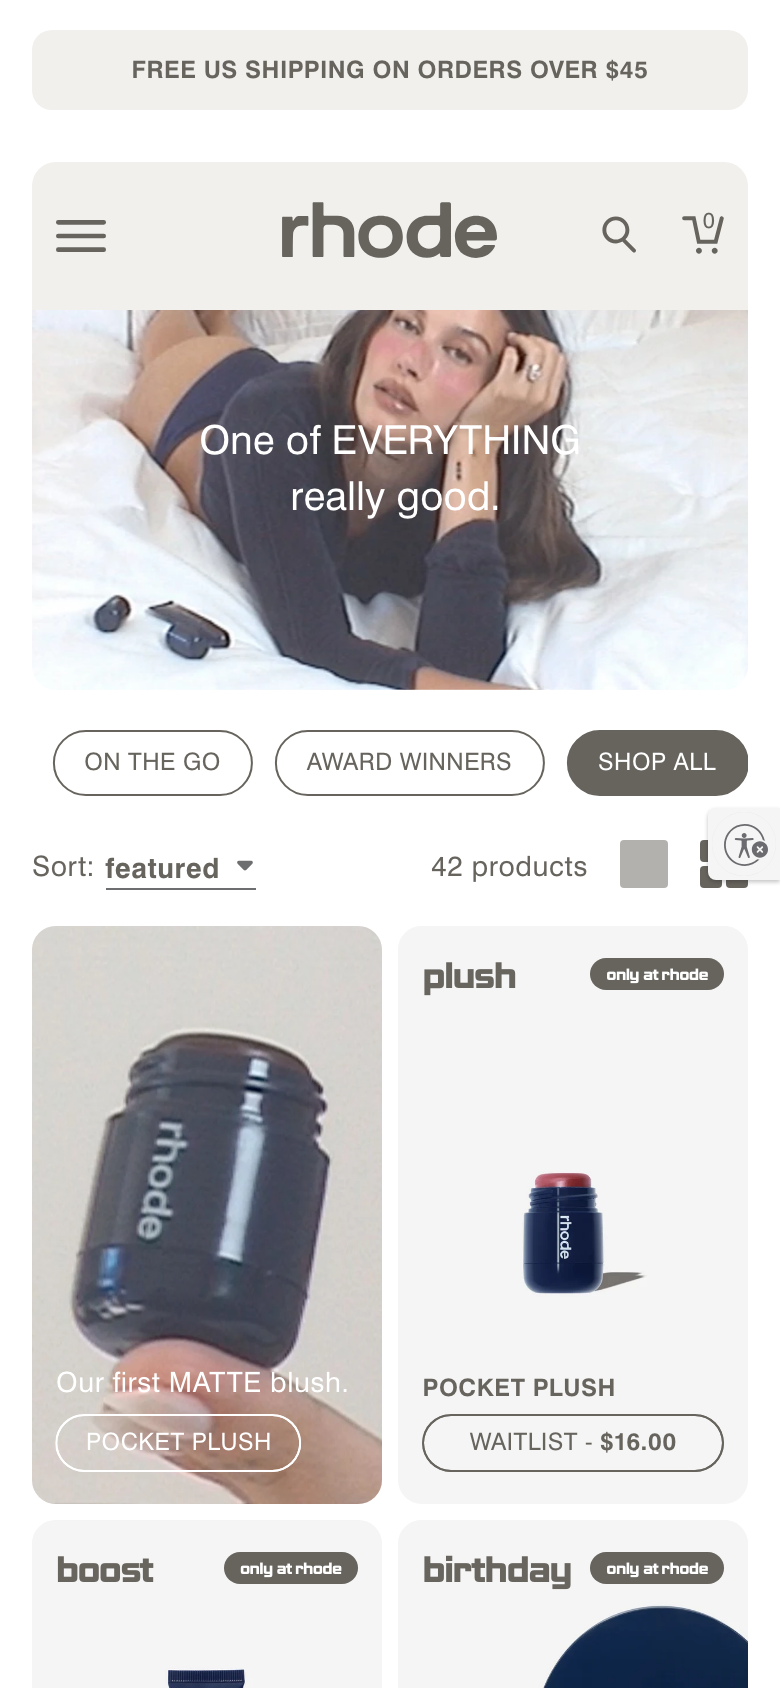 FREE US SHIPPING ON ORDERS OVER $45
rhode
0
One of EVERYTHING
really good.
ON THE GO
AWARD WINNERS
SHOP ALL
Sort: featured
42 products
rhode
Our first MATTE blush.
POCKET PLUSH
plush
only at rhode
rhode
POCKET PLUSH
WAITLIST - $16.00
boost
only at rhode
birthday
only at rhode